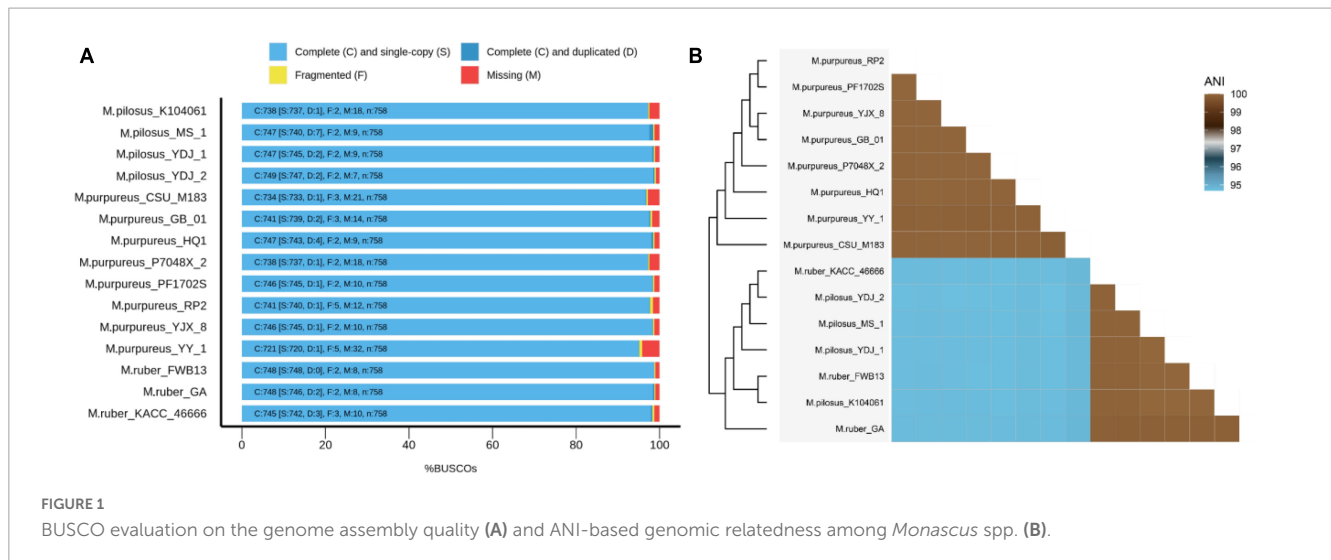 A
Complete (C) and single-copy (S)
Complete (C) and duplicated (D)
Fragmented (F)
Missing (M)
M.pilosus_K104061
C:738 [S:737, D:1], F:2, M:18, n:758
M.pilosus_MS_1
C:747 [S:740, D:7], F:2, M:9, n:758
M.pilosus_YDJ_1
C:747 [S:745, D:2], F:2, M:9, n:758
M.pilosus_YDJ_2
C:749 [S:747, D:2], F:2, M:7, n:758
M.purpureus_CSU_M183
C:734 [S:733, D:1], F:3, M:21, n:758
M.purpureus_GB_01
C:741 [S:739, D:2], F:3, M:14, n:758
M.purpureus_HQ1
C:747 [S:743, D:4], F:2, M:9, n:758
M.purpureus_P7048X_2
C:738 [S:737, D:1], F:2, M:18, n:758
M.purpureus_PF1702S
C:746 [S:745, D:1], F:2, M:10, n:758
M.purpureus_RP2
C:741 [S:740, D:1], F:5, M:12, n:758
M.purpureus_YJX_8
C:746 [S:745, D:1], F:2, M:10, n:758
M.purpureus_YY_1
C:721 [S:720, D:1], F:5, M:32, n:758
M.ruber_FWB13
C:748 [S:748, D:0], F:2, M:8, n:758
M.ruber_GA
C:748 [S:746, D:2], F:2, M:8, n:758
M.ruber_KACC_46666
C:745 [S:742, D:3], F:3, M:10, n:758
0 20 40 60 80 100
%BUSCOs
B
M.purpureus_RP2
M.purpureus_PF1702S
M.purpureus_YJX_8
M.purpureus_GB_01
M.purpureus_P7048X_2
M.purpureus_HQ1
M.purpureus_YY_1
M.purpureus_CSU_M183
M.ruber_KACC_46666
M.pilosus_YDJ_2
M.pilosus_MS_1
M.pilosus_YDJ_1
M.ruber_FWB13
M.pilosus_K104061
M.ruber_GA
ANI
100
99
98
97
96
95
FIGURE 1
BUSCO evaluation on the genome assembly quality (A) and ANI-based genomic relatedness among Monascus spp. (B).